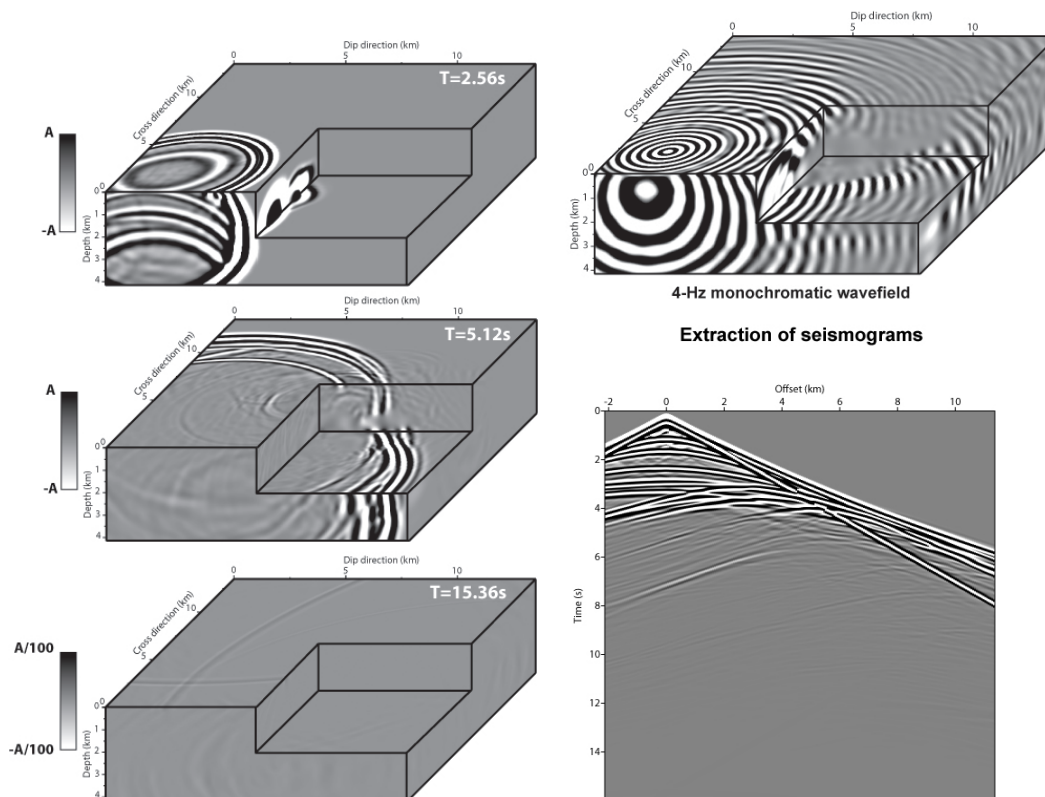 Dip direction (km)
0 5 10
T=2.56s
Cross direction (km)
10
5
0
A
-A
Depth (km)
0
1
2
3
4
Dip direction (km)
0 5 10
T=5.12s
Cross direction (km)
10
5
0
A
-A
Depth (km)
0
1
2
3
4
Dip direction (km)
0 5 10
T=15.36s
Cross direction (km)
10
5
0
A/100
-A/100
Depth (km)
0
1
2
3
4
Dip direction (km)
0 5 10
Cross direction (km)
10
5
0
Depth (km)
0
1
2
3
4
4-Hz monochromatic wavefield
Extraction of seismograms
Offset (km)
-2 0 2 4 6 8 10
Time (s)
0
2
4
6
8
10
12
14